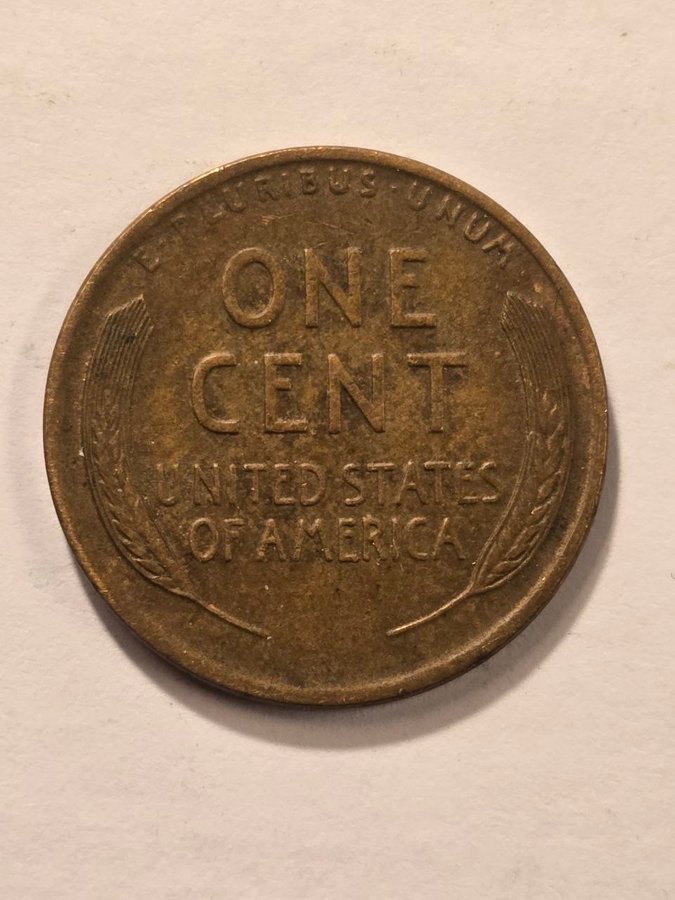 E·PLURIBUS·UNUM
ONE
CENT
UNITED STATES
OF AMERICA